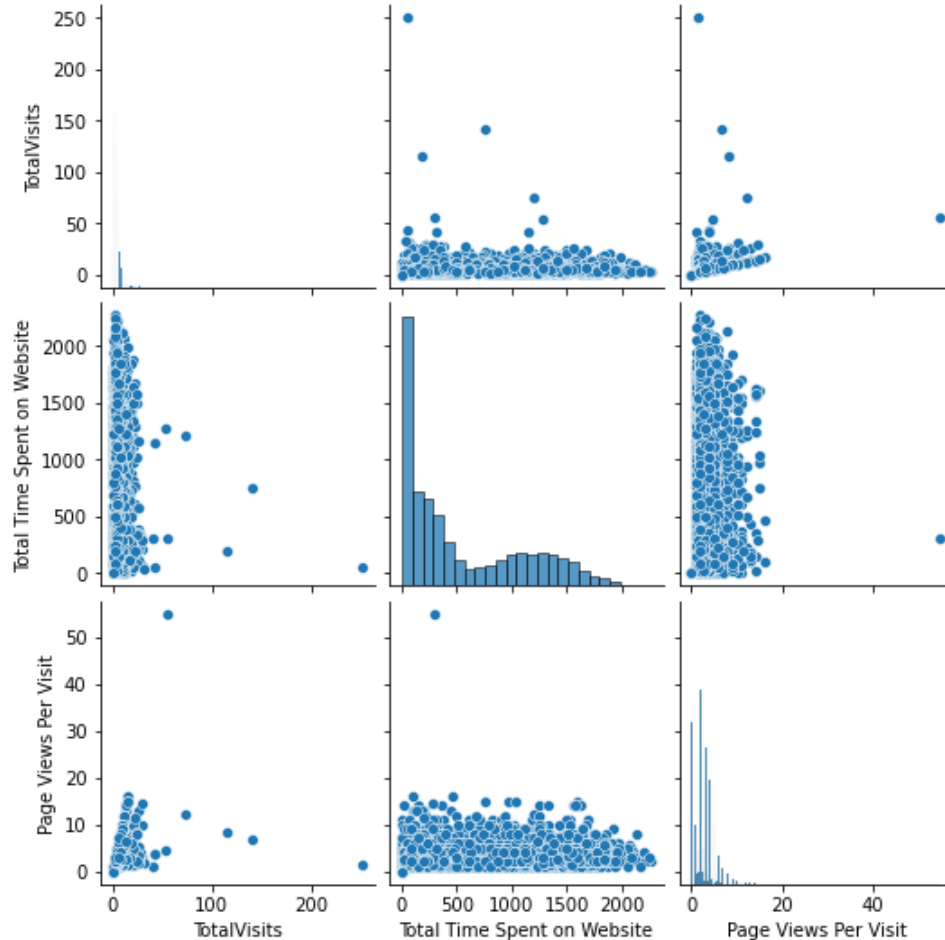 250
200
150
100
50
0
TotalVisits
2000
1500
1000
500
0
Total Time Spent on Website
50
40
30
20
10
0
Page Views Per Visit
0 200
0 500 1000 1500 2000
0 20 40
TotalVisits
Total Time Spent on Website
Page Views Per Visit